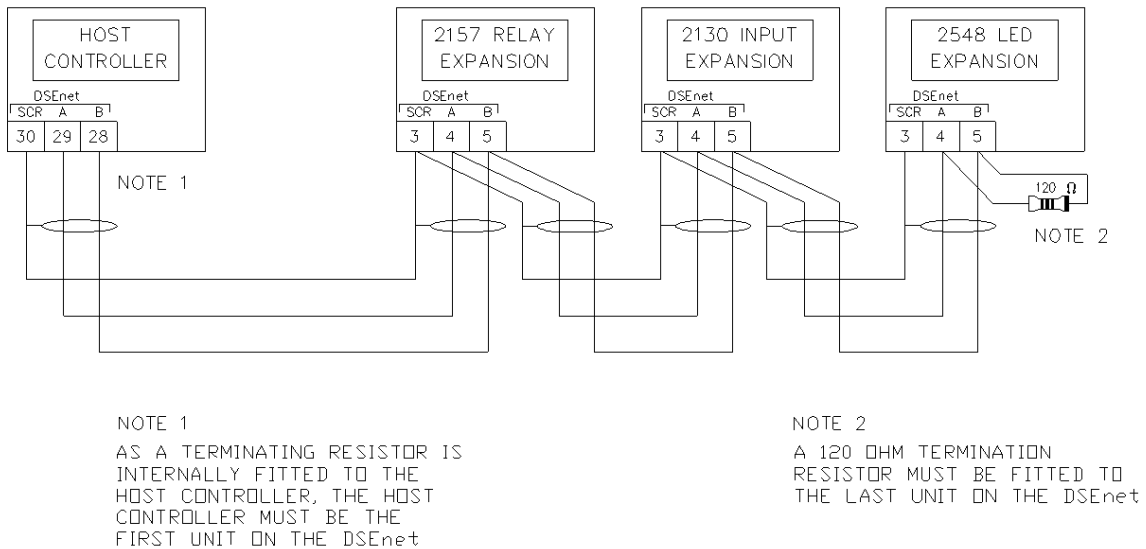 HOST
CONTROLLER
DSEnet
SCR A B
30 29 28
2157 RELAY
EXPANSION
DSEnet
SCR A B
3 4 5
2130 INPUT
EXPANSION
DSEnet
SCR A B
3 4 5
2548 LED
EXPANSION
DSEnet
SCR A B
3 4 5
NOTE 1
120 Ω
NOTE 2
NOTE 1
AS A TERMINATING RESISTOR IS
INTERNALLY FITTED TO THE
HOST CONTROLLER, THE HOST
CONTROLLER MUST BE THE
FIRST UNIT ON THE DSEnet
NOTE 2
A 120 OHM TERMINATION
RESISTOR MUST BE FITTED TO
THE LAST UNIT ON THE DSEnet